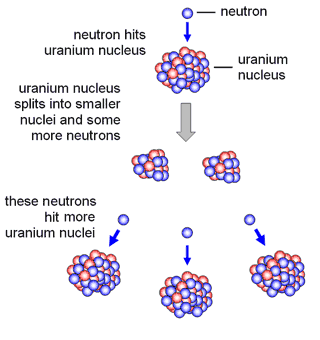 neutron
neutron hits
uranium nucleus
uranium
nucleus
uranium nucleus
splits into smaller
nuclei and some
more neutrons
these neutrons
hit more
uranium nuclei